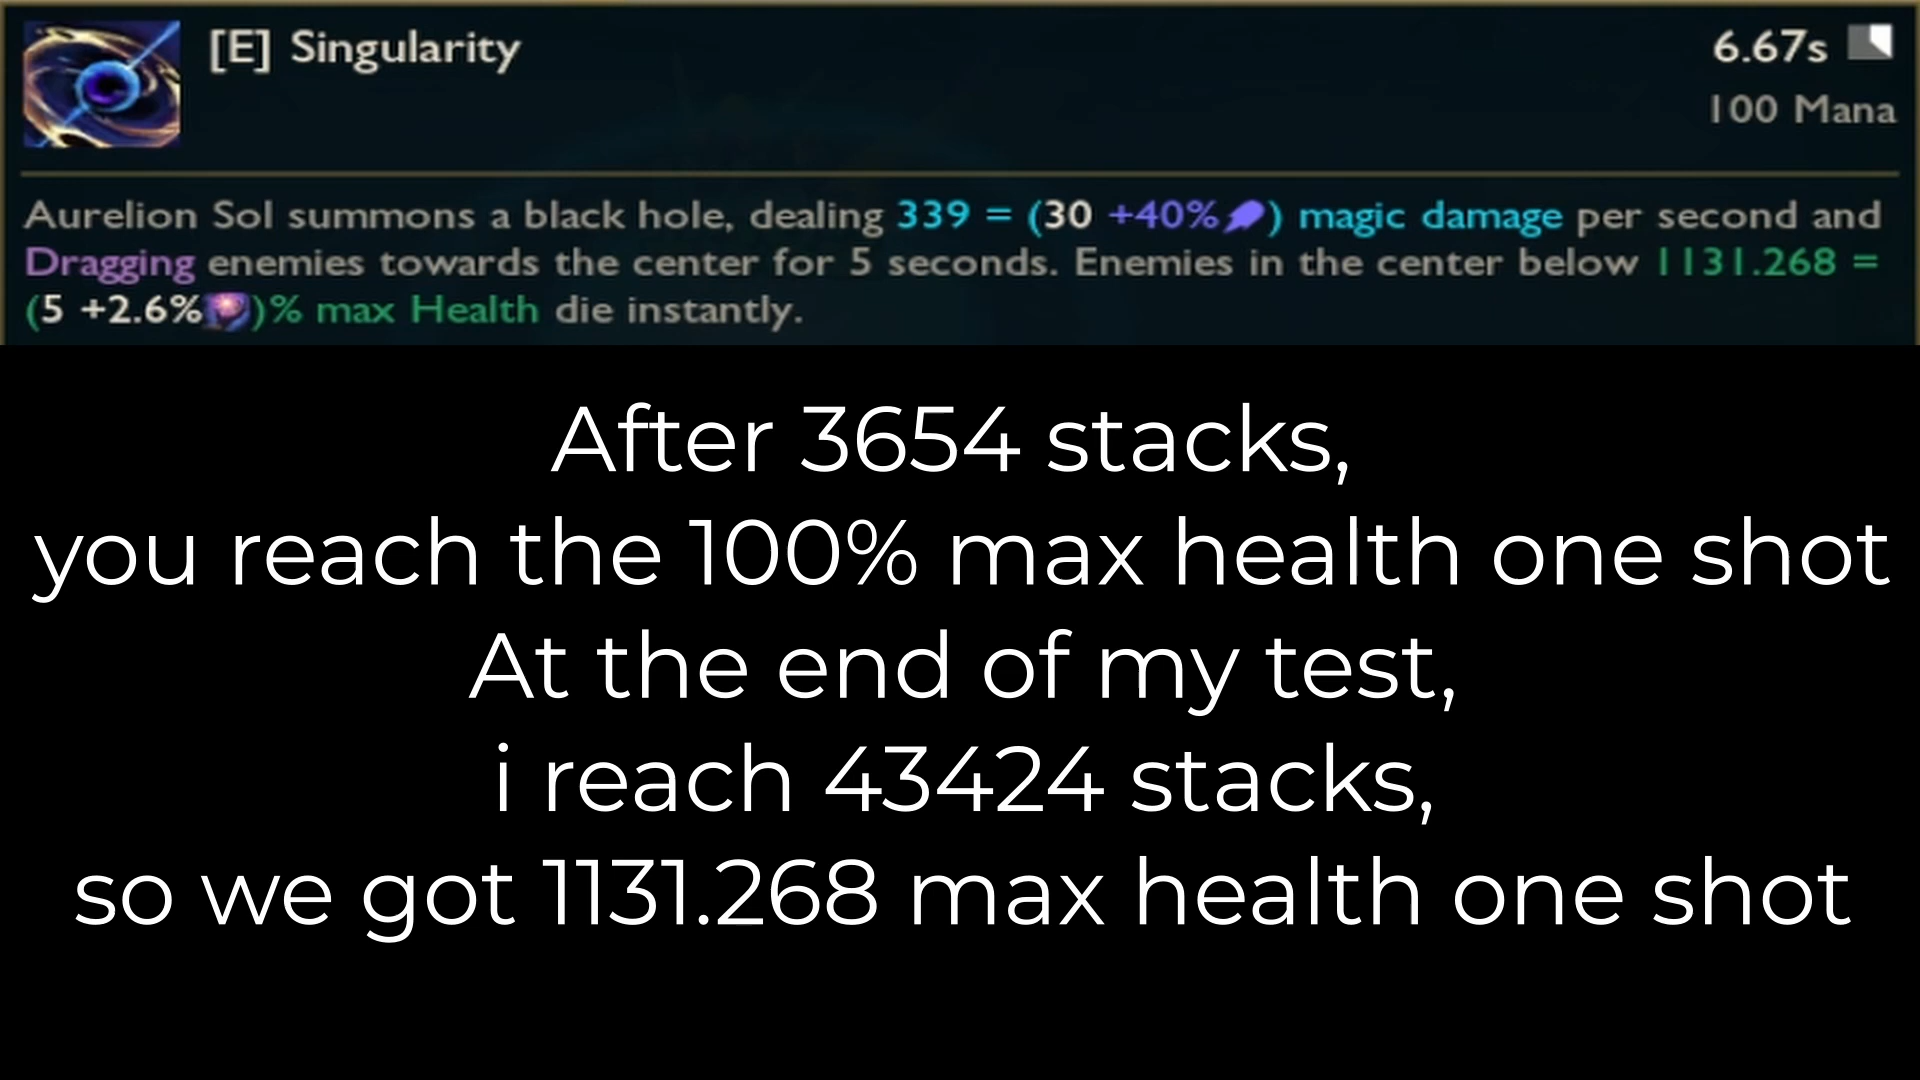 [E] Singularity
6.67s
100 Mana
Aurelion Sol summons a black hole, dealing 339 = (30 +40%) magic damage per second and
Dragging enemies towards the center for 5 seconds. Enemies in the center below 1131.268 =
(5 +2.6%)% max Health die instantly.
After 3654 stacks,
you reach the 100% max health one shot
At the end of my test,
i reach 43424 stacks,
so we got 1131.268 max health one shot